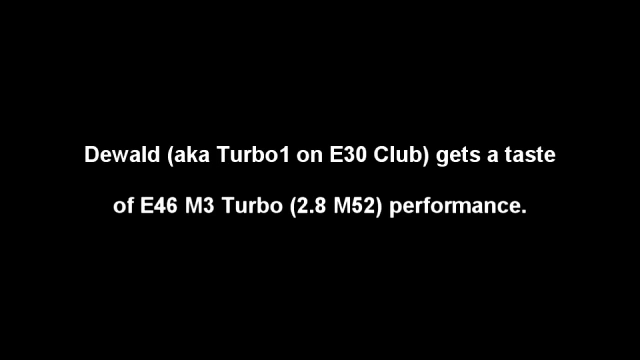 Dewald (aka Turbo1 on E30 Club) gets a taste
of E46 M3 Turbo (2.8 M52) performance.